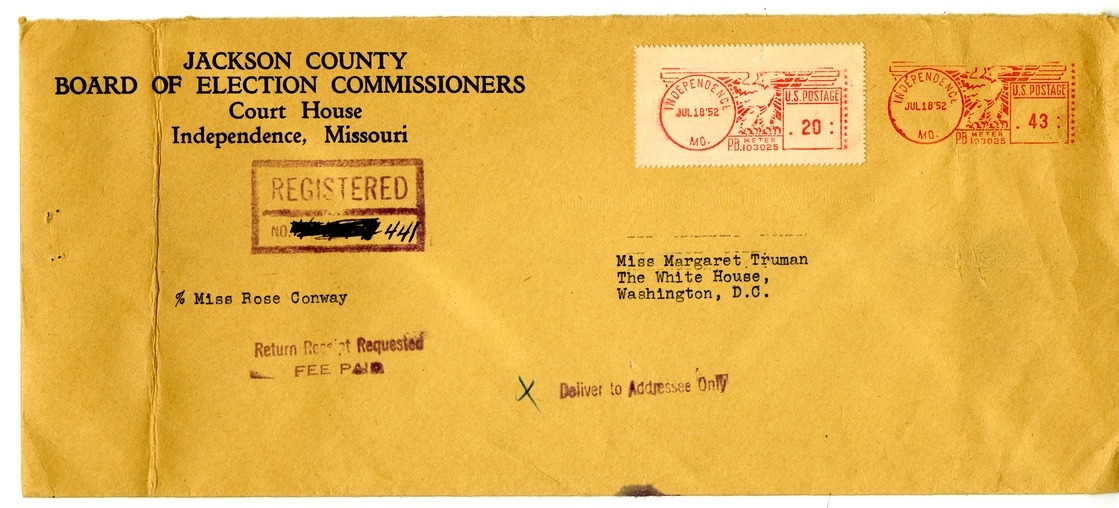 JACKSON COUNTY
BOARD OF ELECTION COMMISSIONERS
Court House
Independence, Missouri
INDEPENDENCE
JUL 18 '52
MO.
U.S. POSTAGE
. 20 :
P.B. METER
103025
INDEPENDENCE
JUL 18 '52
MO.
U.S. POSTAGE
. 43 :
P.B. METER
103025
REGISTERED
NO. 441
Miss Margaret Truman
The White House,
Washington, D.C.
% Miss Rose Conway
Return Receipt Requested
FEE PAID
X Deliver to Addressee Only